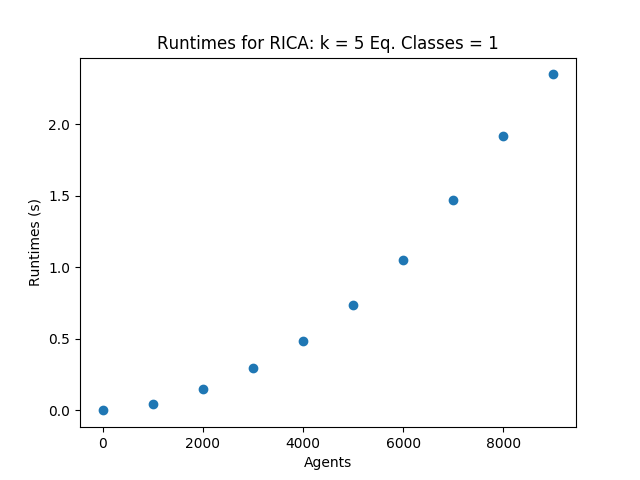 Runtimes for RICA: k = 5 Eq. Classes = 1
Runtimes (s)
2.0
1.5
1.0
0.5
0.0
0 2000 4000 6000 8000
Agents